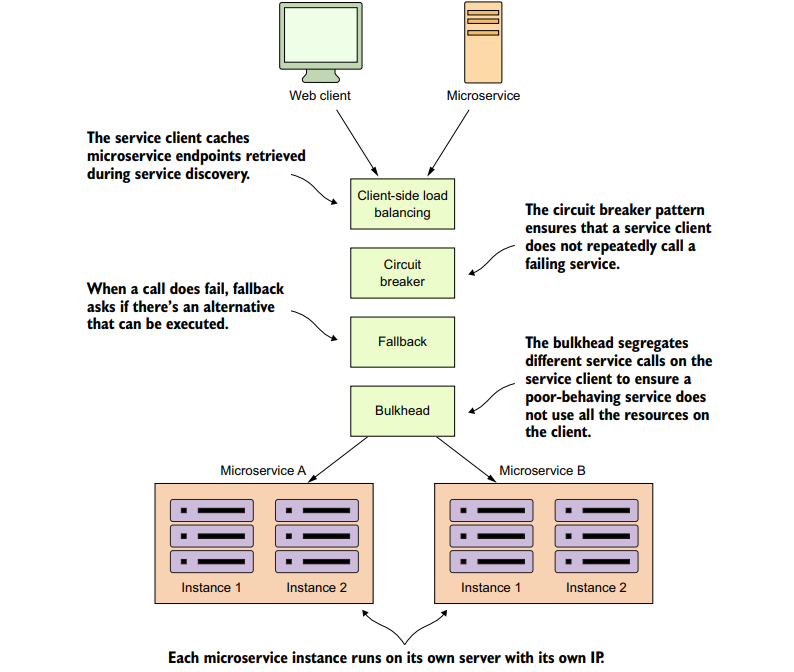 Web client
Microservice
The service client caches
microservice endpoints retrieved
during service discovery.
Client-side load
balancing
The circuit breaker pattern
ensures that a service client
does not repeatedly call a
failing service.
Circuit
breaker
When a call does fail, fallback
asks if there's an alternative
that can be executed.
Fallback
The bulkhead segregates
different service calls on the
service client to ensure a
poor-behaving service does
not use all the resources on
the client.
Bulkhead
Microservice A
Microservice B
Instance 1
Instance 2
Instance 1
Instance 2
Each microservice instance runs on its own server with its own IP.